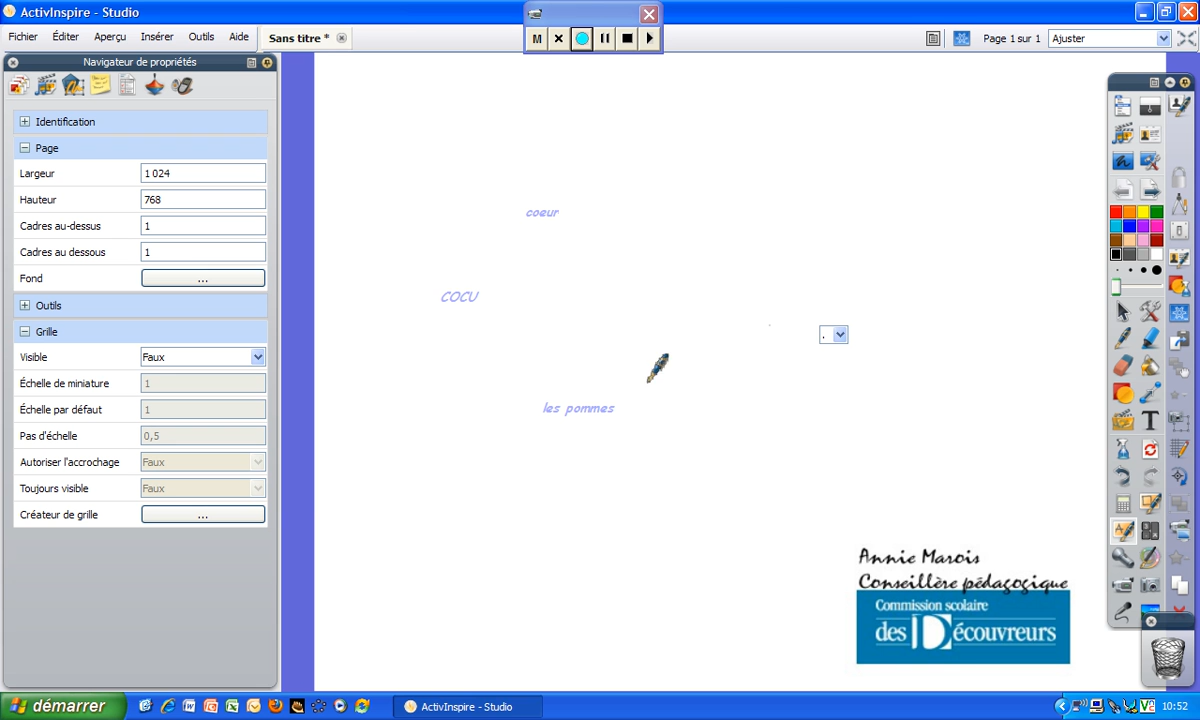 ActivInspire - Studio
Fichier Éditer Aperçu Insérer Outils Aide
Sans titre *
M
Page 1 sur 1
Ajuster
Navigateur de propriétés
Identification
Page
Largeur 1 024
Hauteur 768
Cadres au-dessus 1
Cadres au dessous 1
Fond ...
Outils
Grille
Visible Faux
Échelle de miniature 1
Échelle par défaut 1
Pas d'échelle 0,5
Autoriser l'accrochage Faux
Toujours visible Faux
Créateur de grille ...
coeur
COCU
.
les pommes
Annie Marois
Conseillère pédagogique
Commission scolaire
des Découvreurs
démarrer
ActivInspire - Studio
10:52